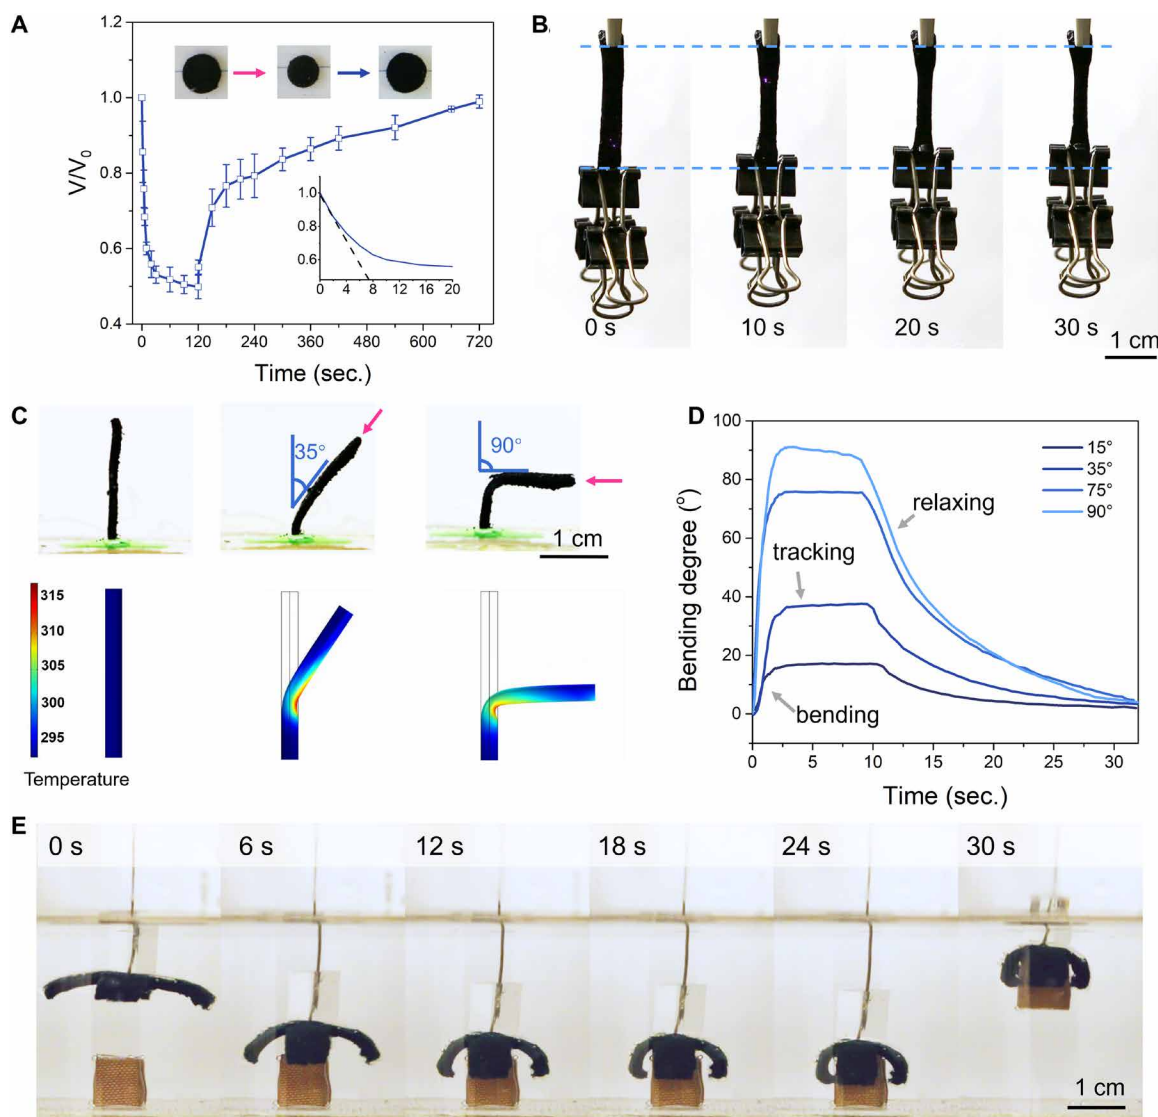 A
1.2
1.0
0.8
0.6
0.4
V/V0
0 120 240 360 480 600 720
Time (sec.)
1.0
0.8
0.6
0 4 8 12 16 20
B
0 s 10 s 20 s 30 s
1 cm
C
35°
90°
1 cm
315
310
305
300
295
Temperature
D
100
80
60
40
20
0
Bending degree (°)
15°
35°
75°
90°
relaxing
tracking
bending
0 5 10 15 20 25 30
Time (sec.)
E
0 s 6 s 12 s 18 s 24 s 30 s
1 cm